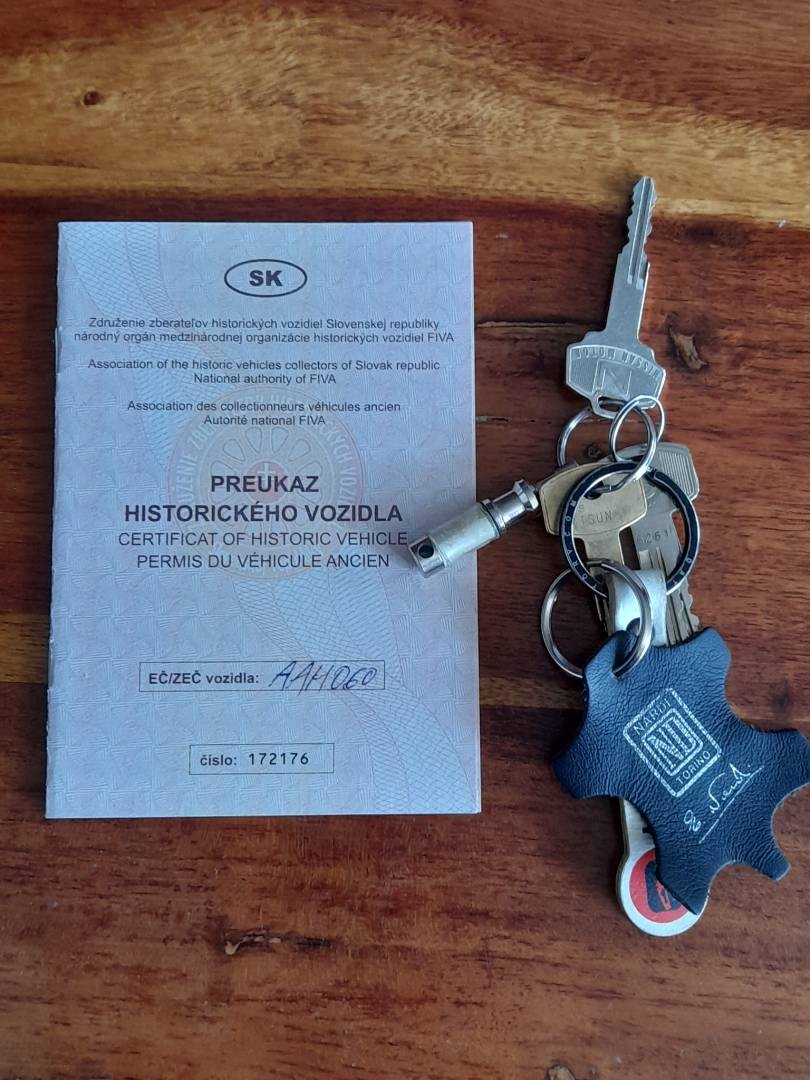 SK
Združenie zberateľov historických vozidiel Slovenskej republiky
národný orgán medzinárodnej organizácie historických vozidiel FIVA
Association of the historic vehicles collectors of Slovak republic
National authority of FIVA
Association des collectionneurs véhicules ancien
Autorité national FIVA
PREUKAZ
HISTORICKÉHO VOZIDLA
CERTIFICAT OF HISTORIC VEHICLE
PERMIS DU VÉHICULE ANCIEN
EČ/ZEČ vozidla: AAH060
číslo: 172176
NISSAN MOTOR
NARDI
TORINO